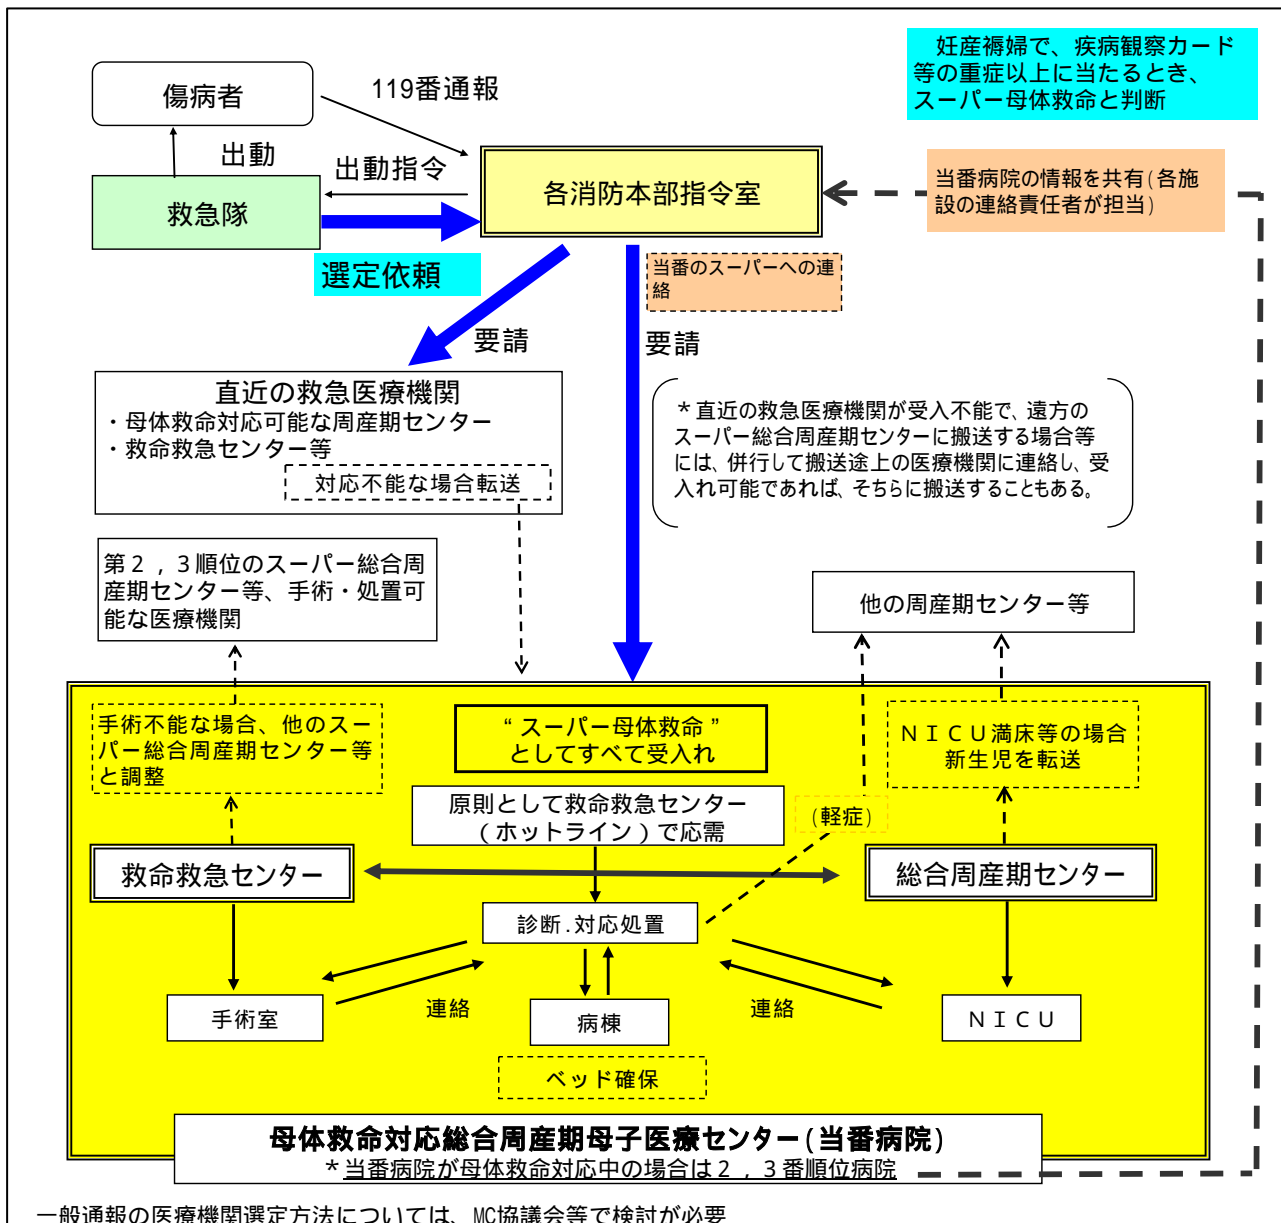 妊産褥婦で、疾病観察カード
等の重症以上に当たるとき、
スーパー母体救命と判断
傷病者
119番通報
出動
出動指令
救急隊
各消防本部指令室
当番病院の情報を共有(各施
設の連絡責任者が担当)
選定依頼
当番のスーパーへの連
絡
要請
要請
直近の救急医療機関
・母体救命対応可能な周産期センター
・救命救急センター等
対応不能な場合転送
*直近の救急医療機関が受入不能で、遠方の
スーパー総合周産期センターに搬送する場合等
には、併行して搬送途上の医療機関に連絡し、受
入れ可能であれば、そちらに搬送することもある。
第2,3順位のスーパー総合周
産期センター等、手術・処置可
能な医療機関
他の周産期センター等
手術不能な場合、他のスー
パー総合周産期センター等
と調整
“スーパー母体救命”
としてすべて受入れ
NICU満床等の場合
新生児を転送
原則として救命救急センター
(ホットライン)で応需
(軽症)
救命救急センター
総合周産期センター
診断.対応処置
手術室
連絡
病棟
連絡
NICU
ベッド確保
母体救命対応総合周産期母子医療センター(当番病院)
*当番病院が母体救命対応中の場合は2,3番順位病院
一般通報の医療機関選定方法については、MC協議会等で検討が必要